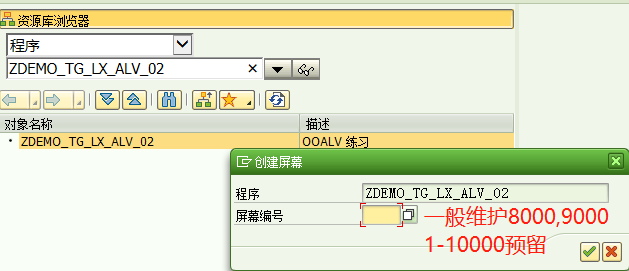 资源库浏览器
程序
ZDEMO_TG_LX_ALV_02
对象名称 描述
ZDEMO_TG_LX_ALV_02 OOALV 练习
创建屏幕
程序 ZDEMO_TG_LX_ALV_02
屏幕编号
一般维护8000,9000
1-10000预留